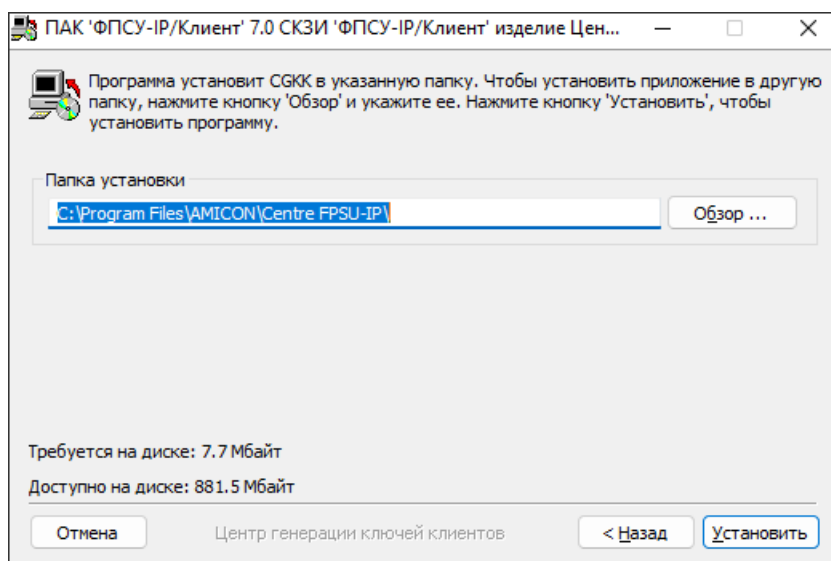 ПАК 'ФПСУ-IP/Клиент' 7.0 СКЗИ 'ФПСУ-IP/Клиент' изделие Цен...
Программа установит CGKK в указанную папку. Чтобы установить приложение в другую
папку, нажмите кнопку 'Обзор' и укажите ее. Нажмите кнопку 'Установить', чтобы
установить программу.
Папка установки
C:\Program Files\AMICON\Centre FPSU-IP\
Обзор ...
Требуется на диске: 7.7 Мбайт
Доступно на диске: 881.5 Мбайт
Отмена
Центр генерации ключей клиентов
< Назад
Установить